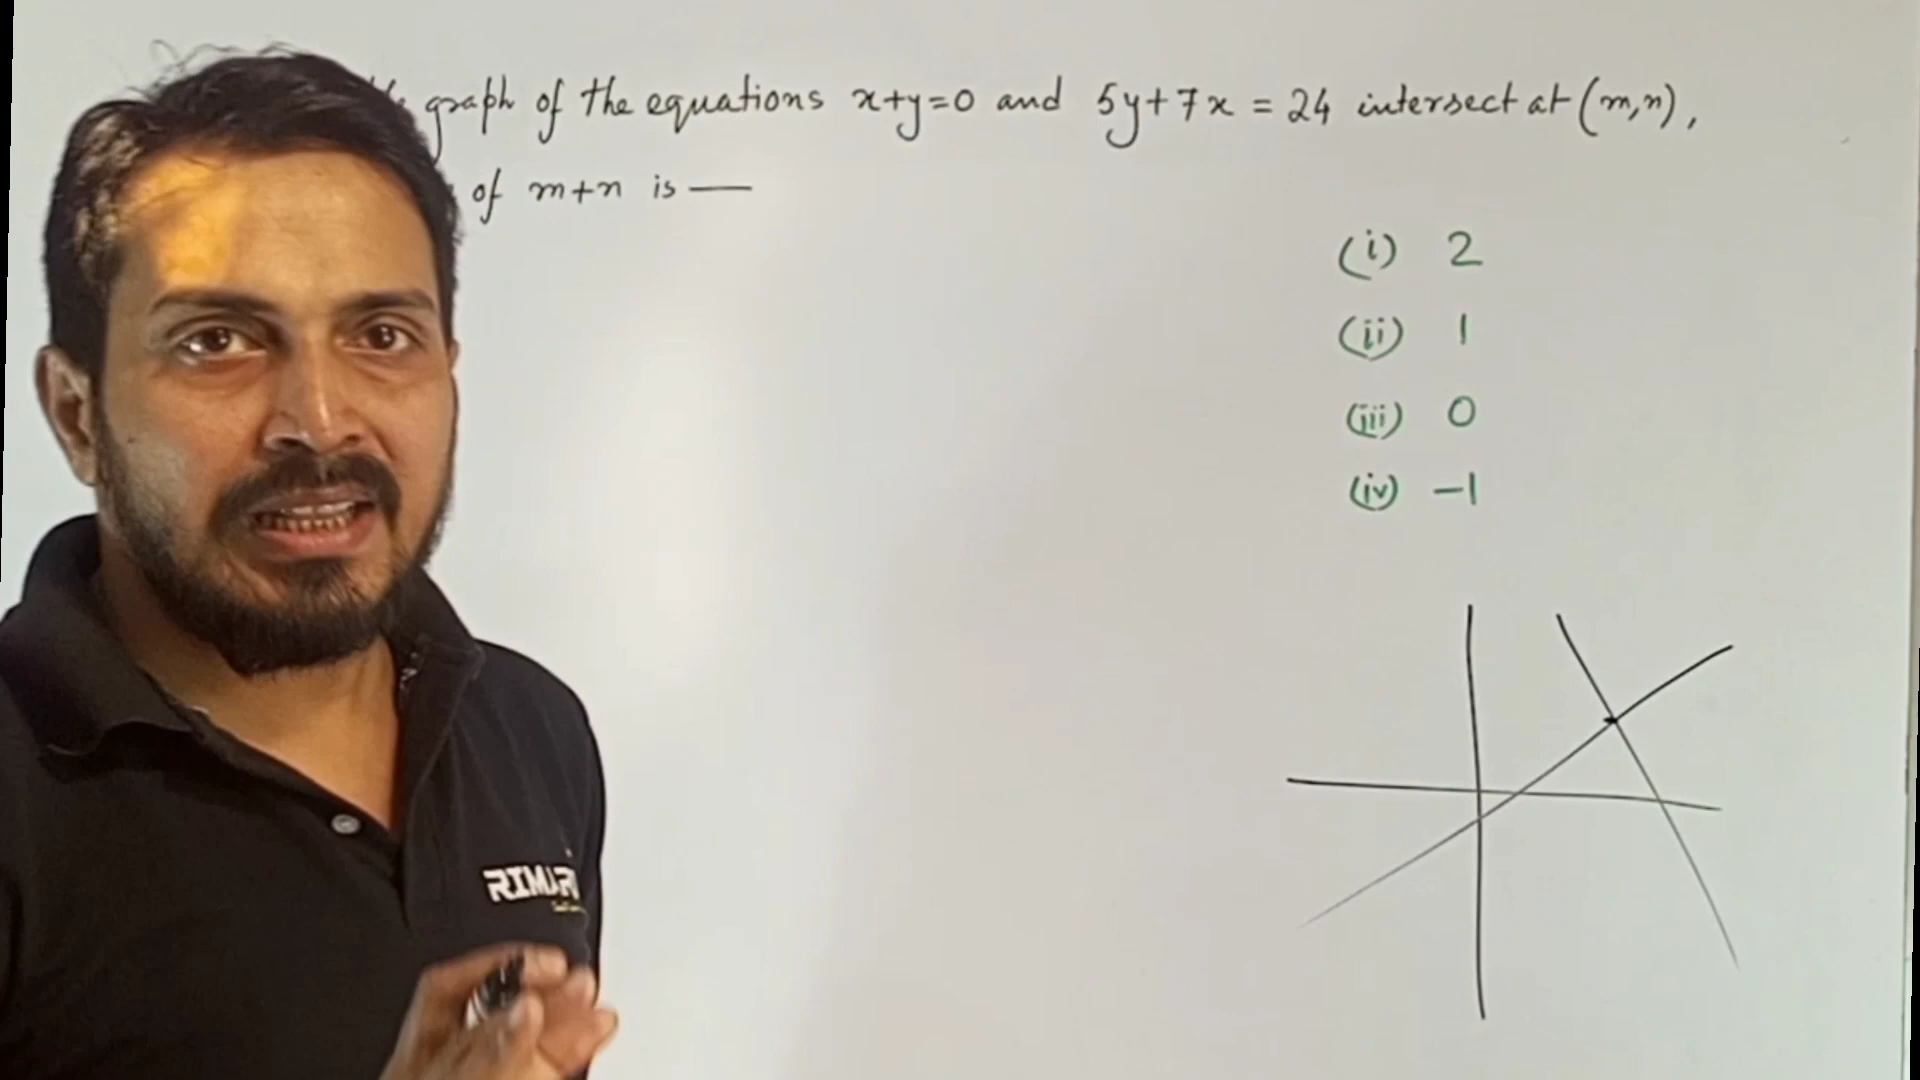 graph of the equations x+y=0 and 5y+7x = 24 intersect at (m,n),
of m+n is —
(i) 2
(ii) 1
(iii) 0
(iv) -1